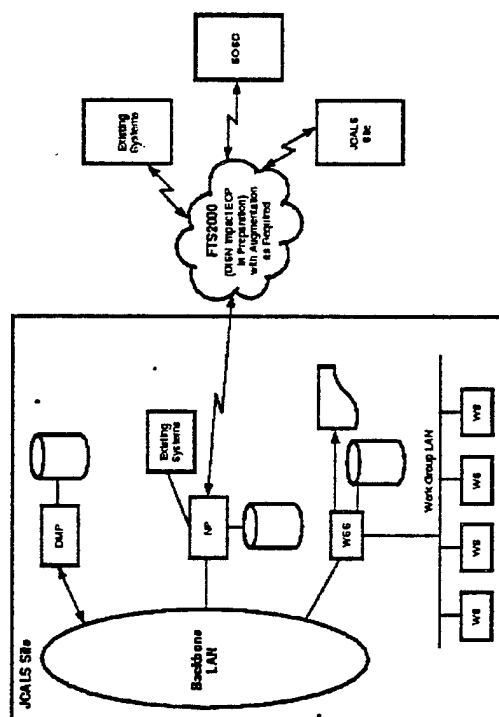 JCALS Site
Backbone
LAN
DMP
Existing
Systems
NP
WGS
Work Group LAN
WS
WS
WS
WS
FTS2000
(DISN Impact ECP
in Preparation)
with Augmentation
as Required
Existing
Systems
JCALS
Site